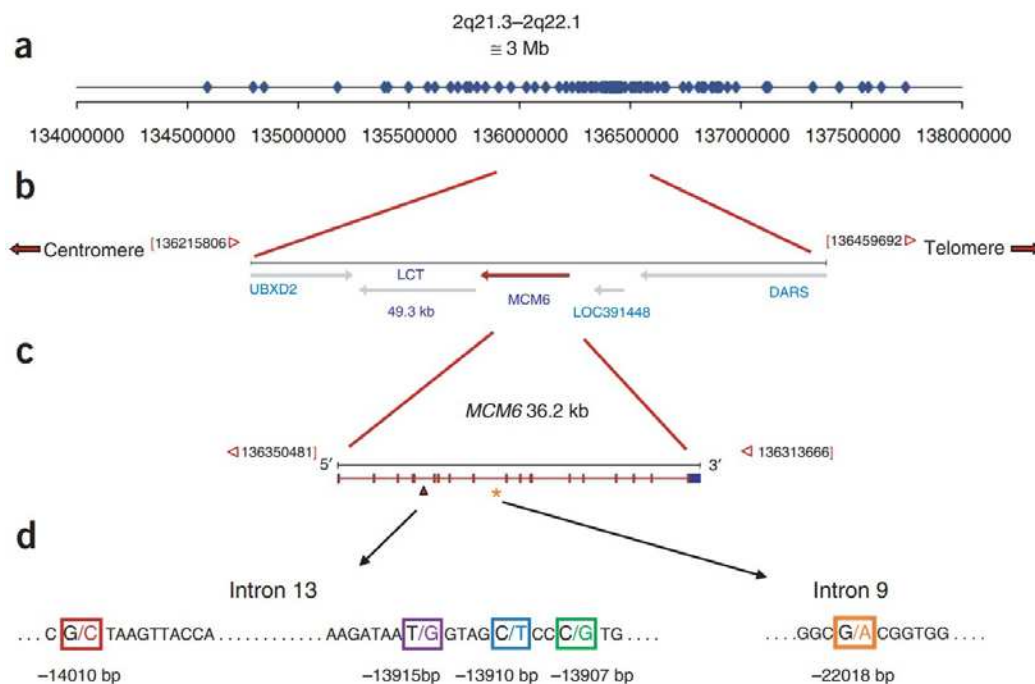 a
2q21.3–2q22.1
≅ 3 Mb
134000000 134500000 135000000 135500000 136000000 136500000 137000000 137500000 138000000
b
Centromere [136215806 [136459692 Telomere
UBXD2 LCT MCM6 LOC391448 DARS
49.3 kb
c
MCM6 36.2 kb
136350481] 5′ 3′ 136313666]
*
d
Intron 13 Intron 9
.... C G/C TAAGTTACCA ............ AAGATAA T/G GTAG C/T CC C/G TG .... .... GGC G/A CGGTGG ....
−14010 bp −13915bp −13910 bp −13907 bp −22018 bp